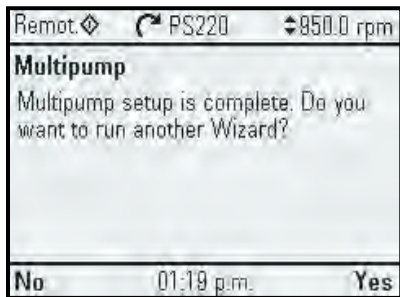 Remot. PS220 950.0 rpm
Multipump
Multipump setup is complete. Do you
want to run another Wizard?
No 01:19 p.m. Yes